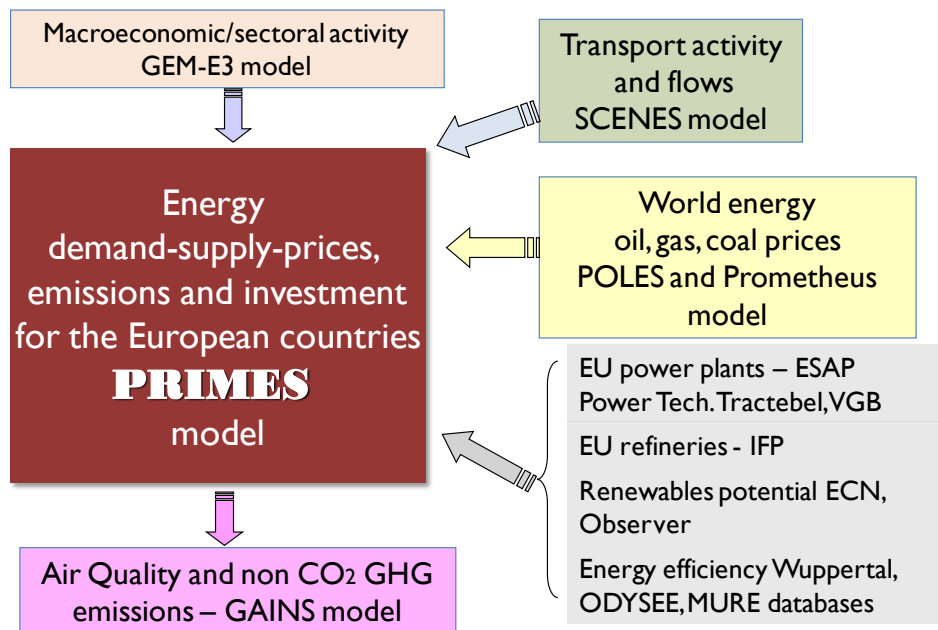 Macroeconomic/sectoral activity
GEM-E3 model
Transport activity
and flows
SCENES model
Energy
demand-supply-prices,
emissions and investment
for the European countries
PRIMES
model
World energy
oil, gas, coal prices
POLES and Prometheus
model
EU power plants – ESAP
Power Tech. Tractebel, VGB
EU refineries - IFP
Renewables potential ECN,
Observer
Energy efficiency Wuppertal,
ODYSEE, MURE databases
Air Quality and non CO2 GHG
emissions – GAINS model